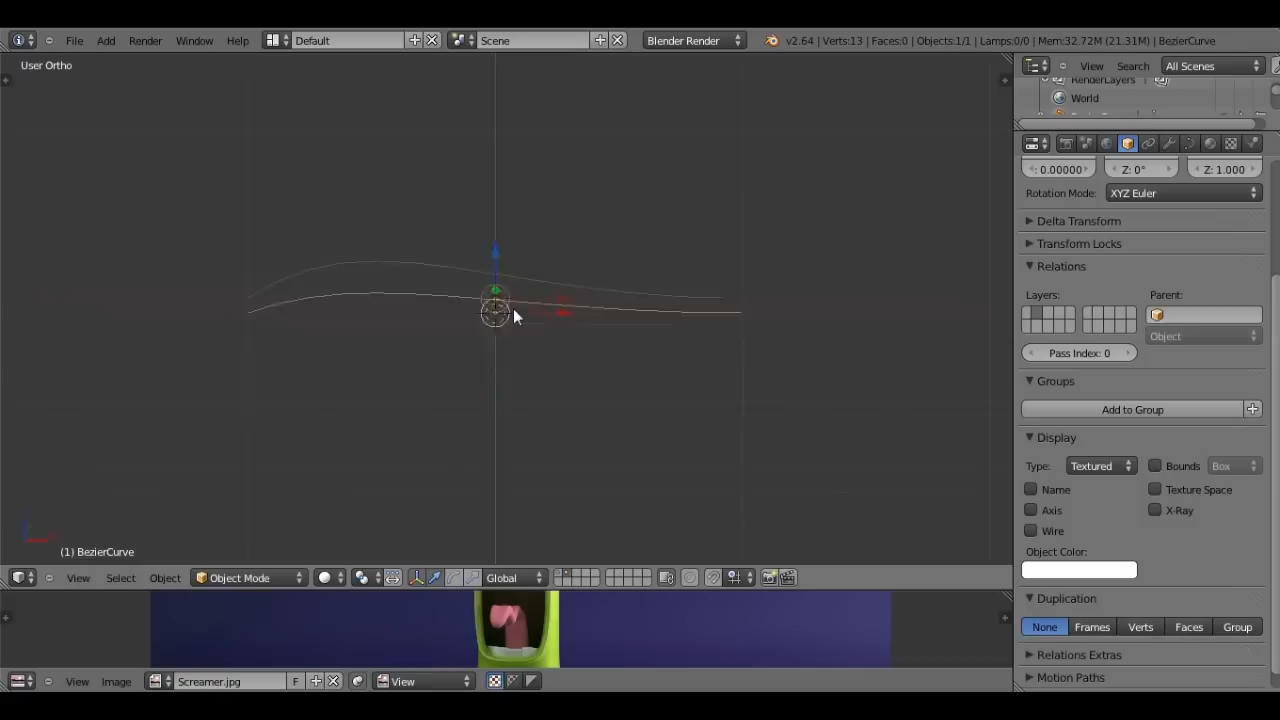 File Add Render Window Help Default Scene Blender Render v2.64 | Verts:13 | Faces:0 | Objects:1/1 | Lamps:0/0 | Mem:32.72M (21.31M) | BezierCurve
User Ortho
View Search All Scenes
RenderLayers
World
: 0.00000 Z: 0° Z: 1.000
Rotation Mode: XYZ Euler
Delta Transform
Transform Locks
Relations
Layers: Parent:
Object
Pass Index: 0
Groups
Add to Group
Display
Type: Textured Bounds Box
Name Texture Space
Axis X-Ray
Wire
Object Color:
Duplication
None Frames Verts Faces Group
Relations Extras
Motion Paths
(1) BezierCurve
View Select Object Object Mode Global
View Image Screamer.jpg F View